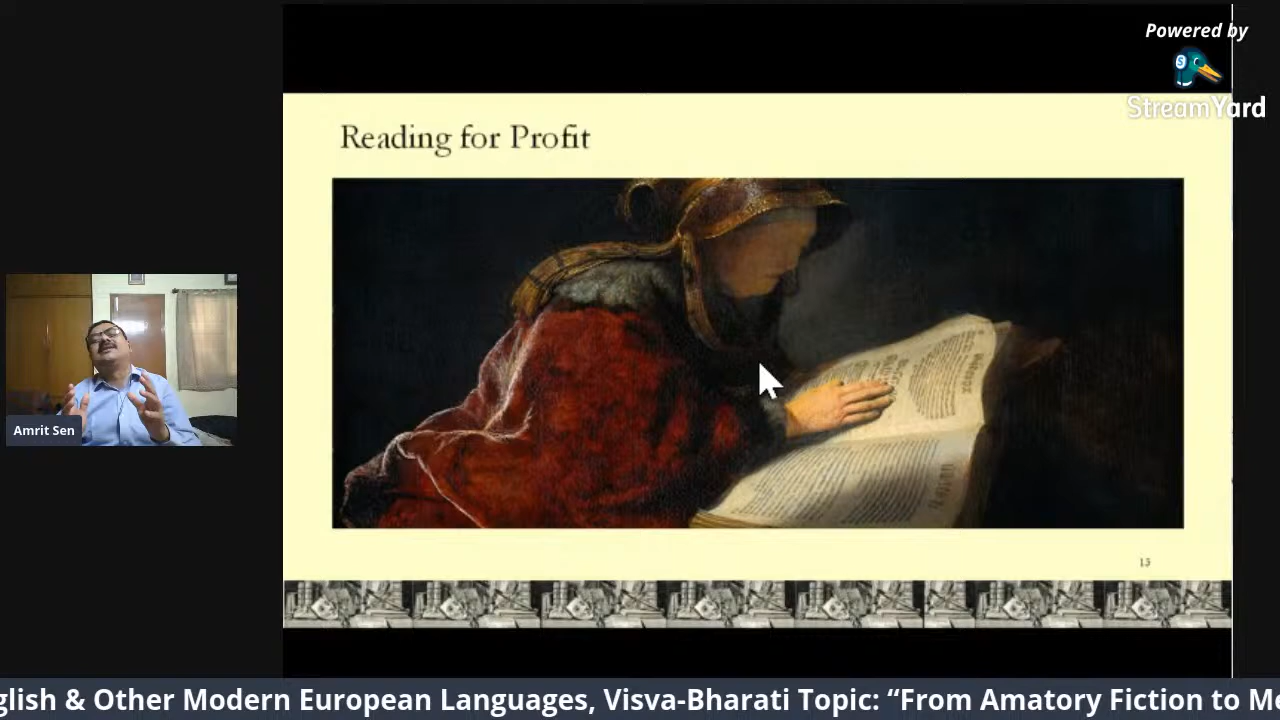 Powered by
StreamYard
Reading for Profit
Amrit Sen
13
glish & Other Modern European Languages, Visva-Bharati Topic: “From Amatory Fiction to Mo